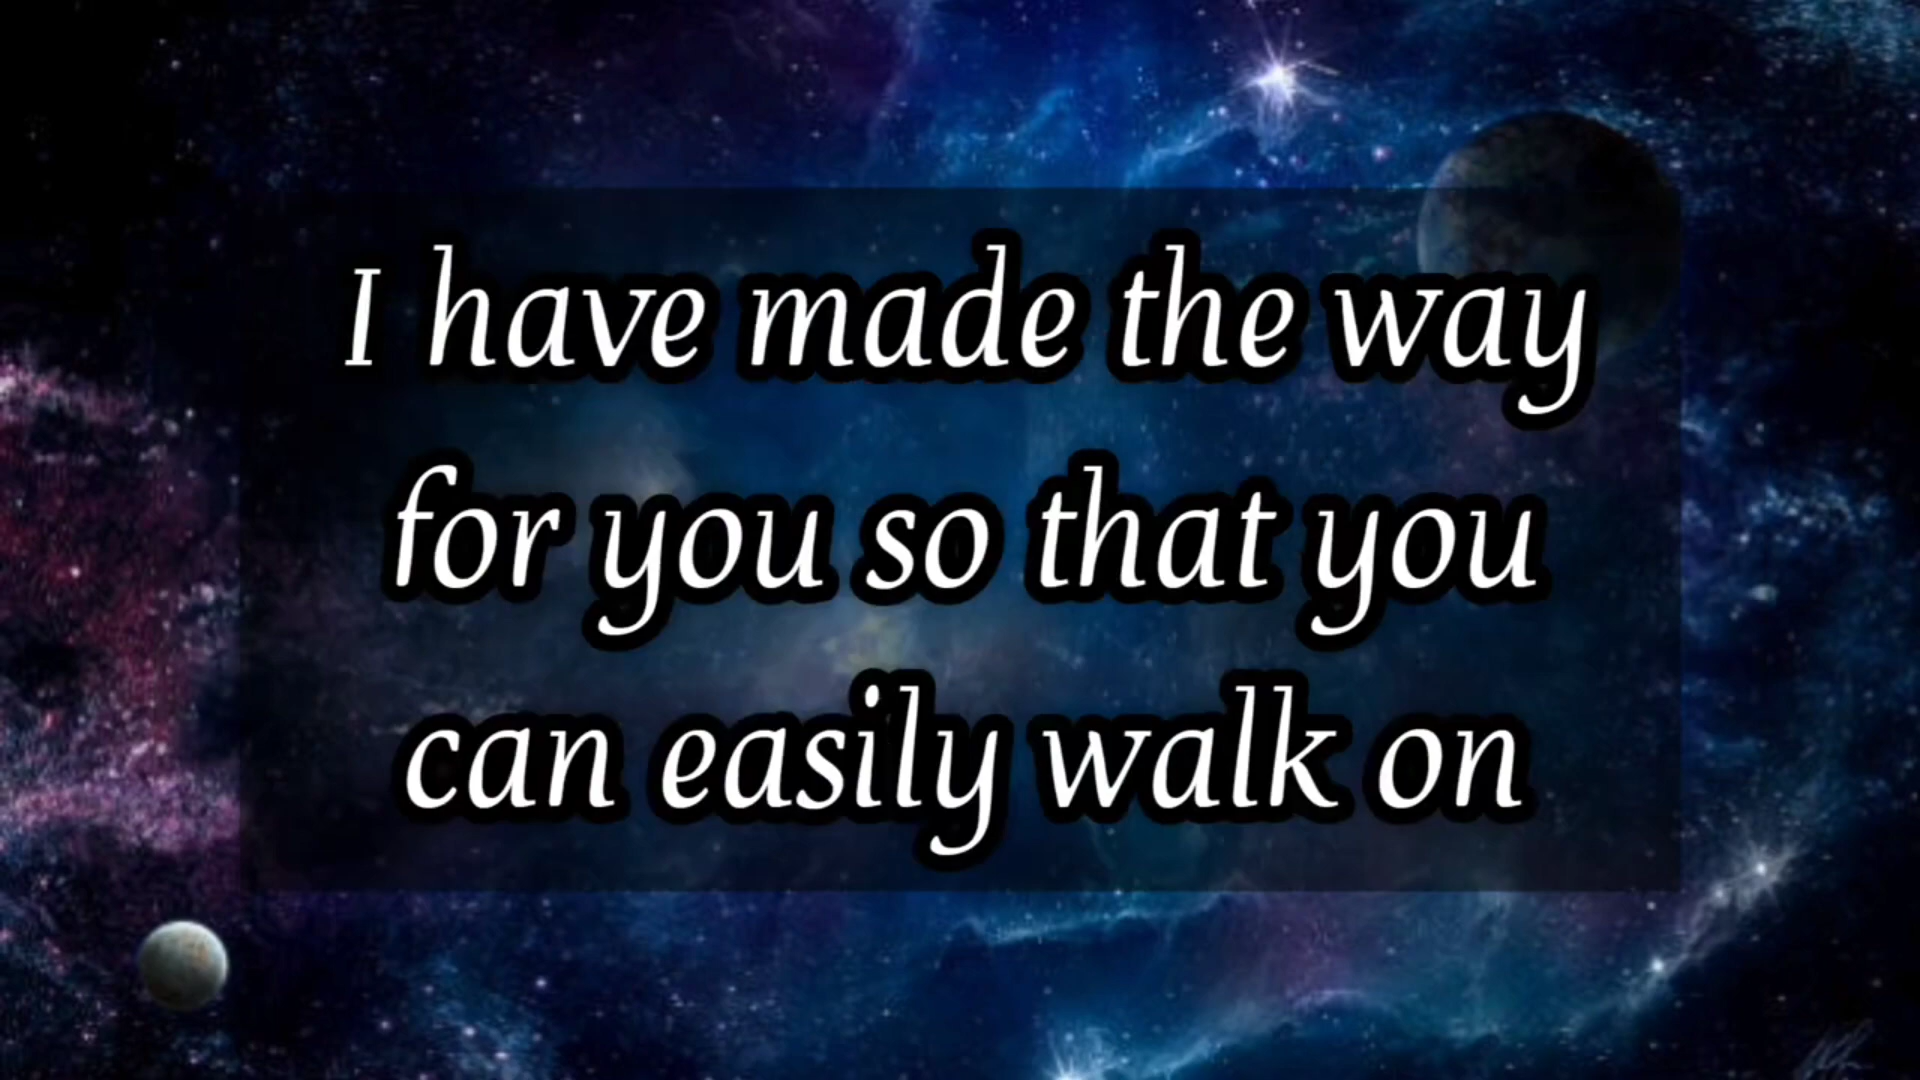 I have made the way
for you so that you
can easily walk on